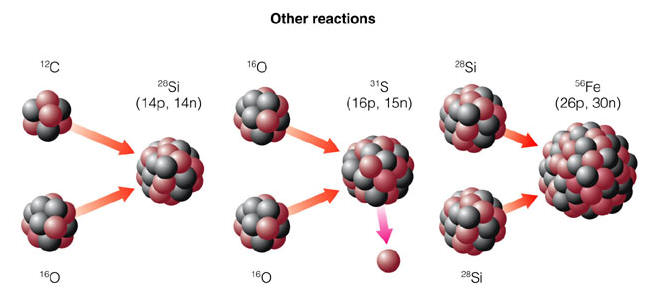 Other reactions
¹²C
¹⁶O
²⁸Si
(14p, 14n)
¹⁶O
¹⁶O
³¹S
(16p, 15n)
²⁸Si
²⁸Si
⁵⁶Fe
(26p, 30n)